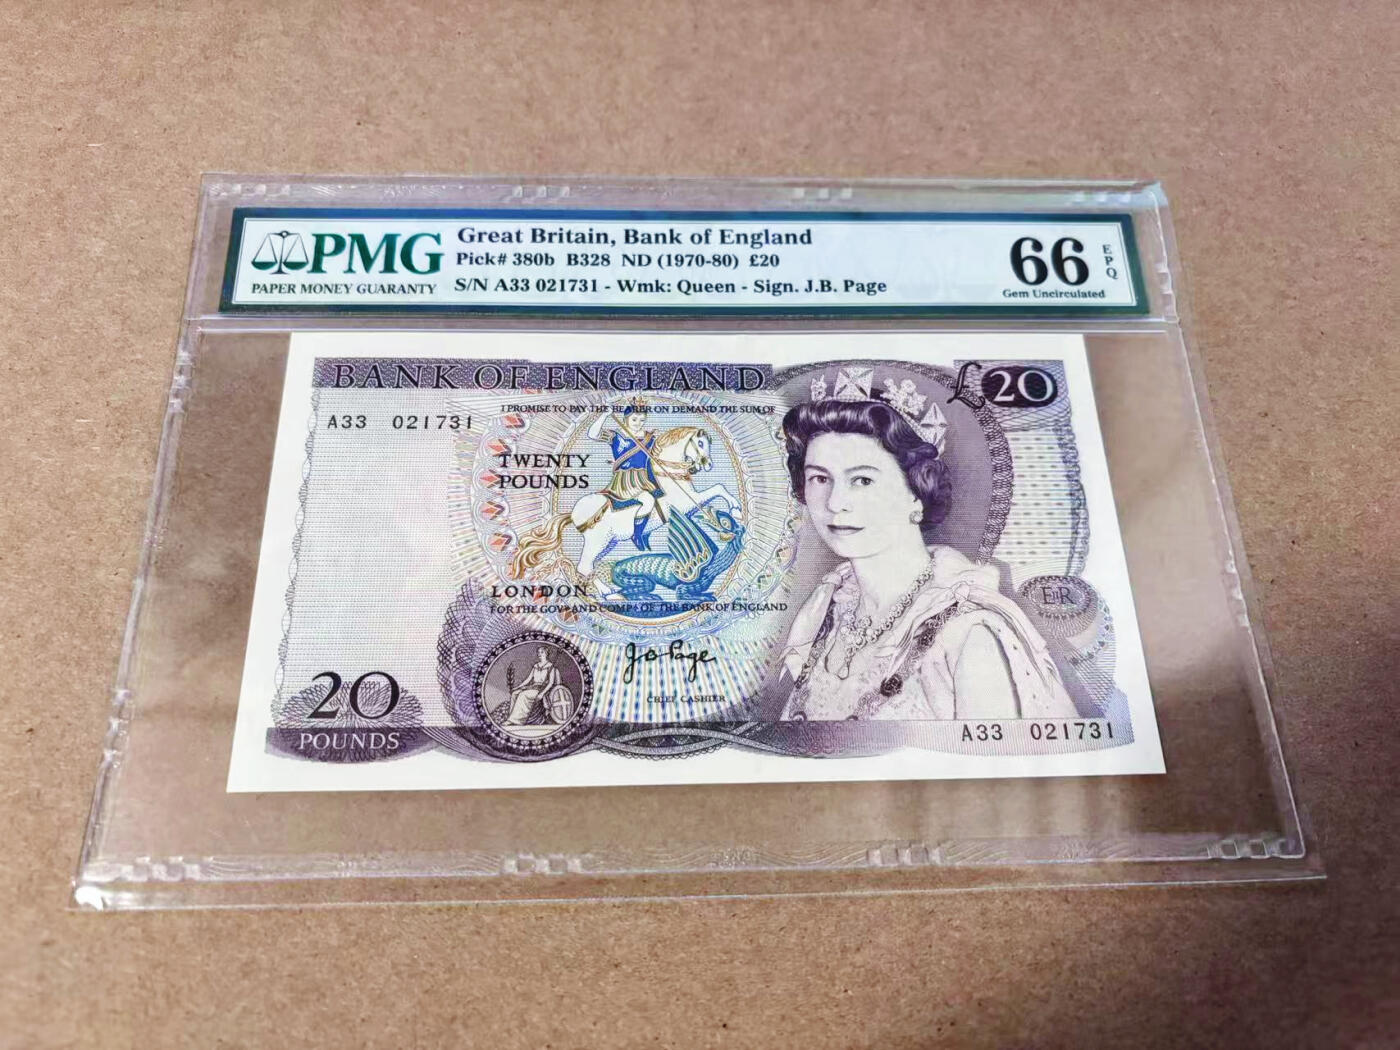 PMG
PAPER MONEY GUARANTY
Great Britain, Bank of England
Pick# 380b B328 ND (1970-80) £20
S/N A33 021731 - Wmk: Queen - Sign. J.B. Page
66
EPQ
Gem Uncirculated
BANK OF ENGLAND
£20
A33 021731
I PROMISE TO PAY THE BEARER ON DEMAND THE SUM OF
TWENTY
POUNDS
LONDON
FOR THE GOVR AND COMPA OF THE BANK OF ENGLAND
EIIR
J B Page
CHIEF CASHIER
20
POUNDS
A33 021731